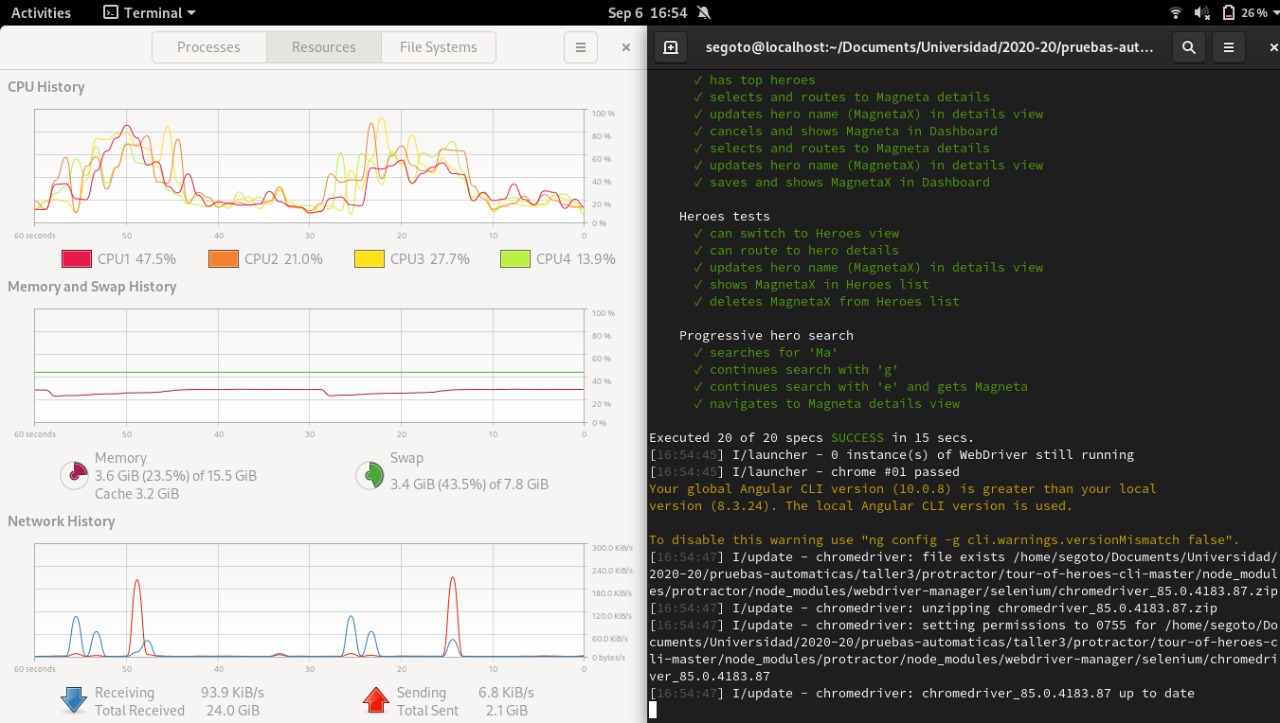 Activities
Terminal
Sep 6 16:54
26%
Processes
Resources
File Systems
CPU History
100 %
80 %
60 %
40 %
20 %
0 %
60 seconds 50 40 30 20 10 0
CPU1 47.5% CPU2 21.0% CPU3 27.7% CPU4 13.9%
Memory and Swap History
100 %
80 %
60 %
40 %
20 %
0 %
60 seconds 50 40 30 20 10 0
Memory
3.6 GiB (23.5%) of 15.5 GiB
Cache 3.2 GiB
Swap
3.4 GiB (43.5%) of 7.8 GiB
Network History
300.0 KiB/s
240.0 KiB/s
180.0 KiB/s
120.0 KiB/s
60.0 KiB/s
0 bytes/s
60 seconds 50 40 30 20 10 0
Receiving 93.9 KiB/s
Total Received 24.0 GiB
Sending 6.8 KiB/s
Total Sent 2.1 GiB
segoto@localhost:~/Documents/Universidad/2020-20/pruebas-aut...
✓ has top heroes
✓ selects and routes to Magneta details
✓ updates hero name (MagnetaX) in details view
✓ cancels and shows Magneta in Dashboard
✓ selects and routes to Magneta details
✓ updates hero name (MagnetaX) in details view
✓ saves and shows MagnetaX in Dashboard
Heroes tests
✓ can switch to Heroes view
✓ can route to hero details
✓ updates hero name (MagnetaX) in details view
✓ shows MagnetaX in Heroes list
✓ deletes MagnetaX from Heroes list
Progressive hero search
✓ searches for 'Ma'
✓ continues search with 'g'
✓ continues search with 'e' and gets Magneta
✓ navigates to Magneta details view
Executed 20 of 20 specs SUCCESS in 15 secs.
[16:54:45] I/launcher - 0 instance(s) of WebDriver still running
[16:54:45] I/launcher - chrome #01 passed
Your global Angular CLI version (10.0.8) is greater than your local
version (8.3.24). The local Angular CLI version is used.
To disable this warning use "ng config -g cli.warnings.versionMismatch false".
[16:54:47] I/update - chromedriver: file exists /home/segoto/Documents/Universidad/
2020-20/pruebas-automaticas/taller3/protractor/tour-of-heroes-cli-master/node_modul
es/protractor/node_modules/webdriver-manager/selenium/chromedriver_85.0.4183.87.zip
[16:54:47] I/update - chromedriver: unzipping chromedriver_85.0.4183.87.zip
[16:54:47] I/update - chromedriver: setting permissions to 0755 for /home/segoto/Do
cuments/Universidad/2020-20/pruebas-automaticas/taller3/protractor/tour-of-heroes-c
li-master/node_modules/protractor/node_modules/webdriver-manager/selenium/chromedri
ver_85.0.4183.87
[16:54:47] I/update - chromedriver: chromedriver_85.0.4183.87 up to date